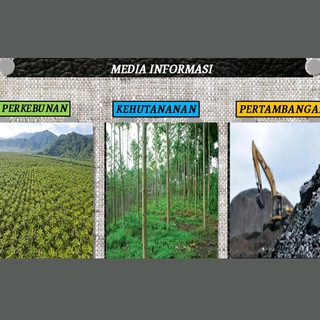 MEDIA INFORMASI
PERKEBUNAN
KEHUTANANAN
PERTAMBANGA